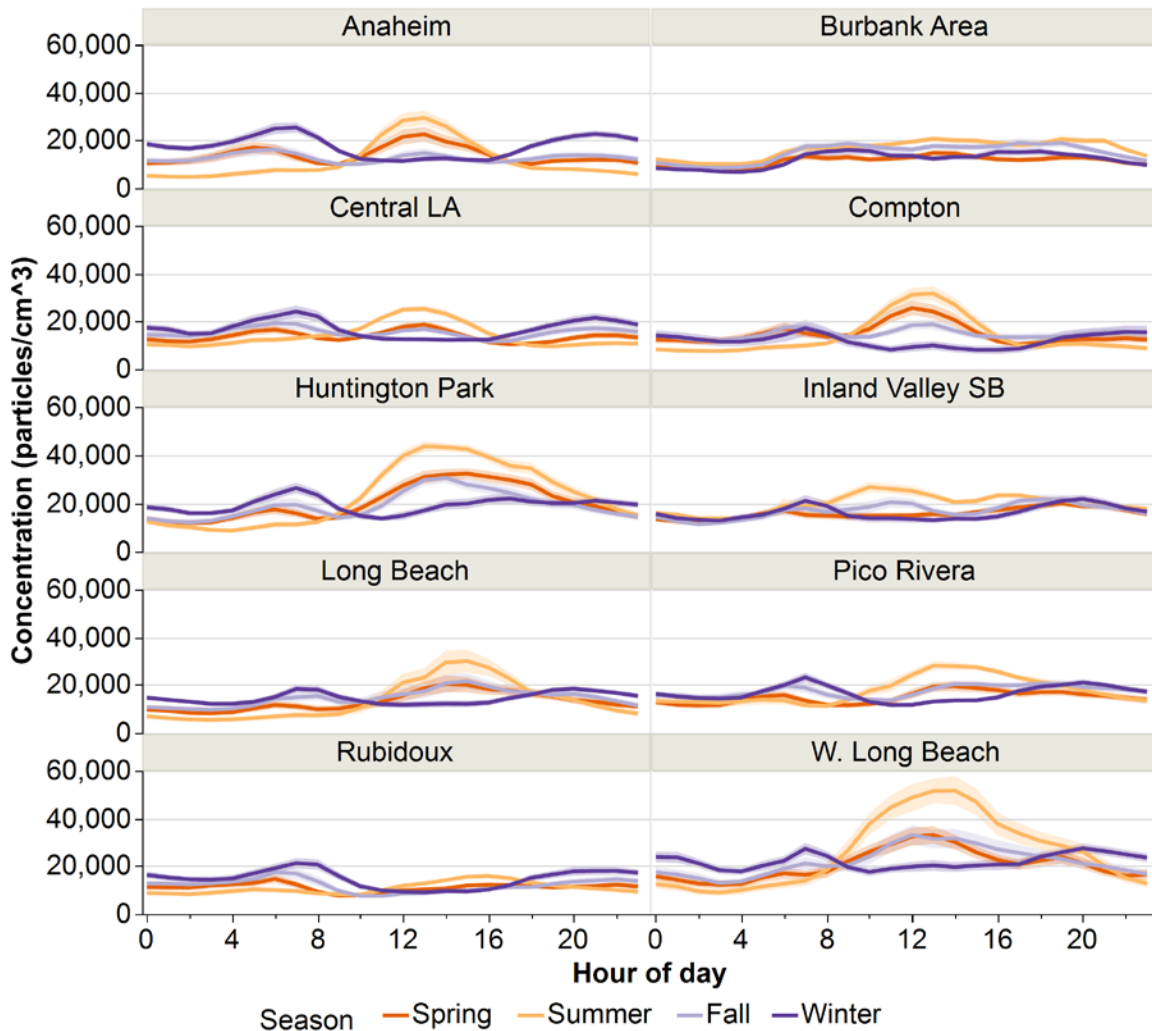 Anaheim Burbank Area
60,000
40,000
20,000
0
Central LA Compton
60,000
40,000
20,000
0
Huntington Park Inland Valley SB
60,000
40,000
20,000
0
Long Beach Pico Rivera
60,000
40,000
20,000
0
Rubidoux W. Long Beach
60,000
40,000
20,000
0
Concentration (particles/cm^3)
0 4 8 12 16 20 0 4 8 12 16 20
Hour of day
Season Spring Summer Fall Winter